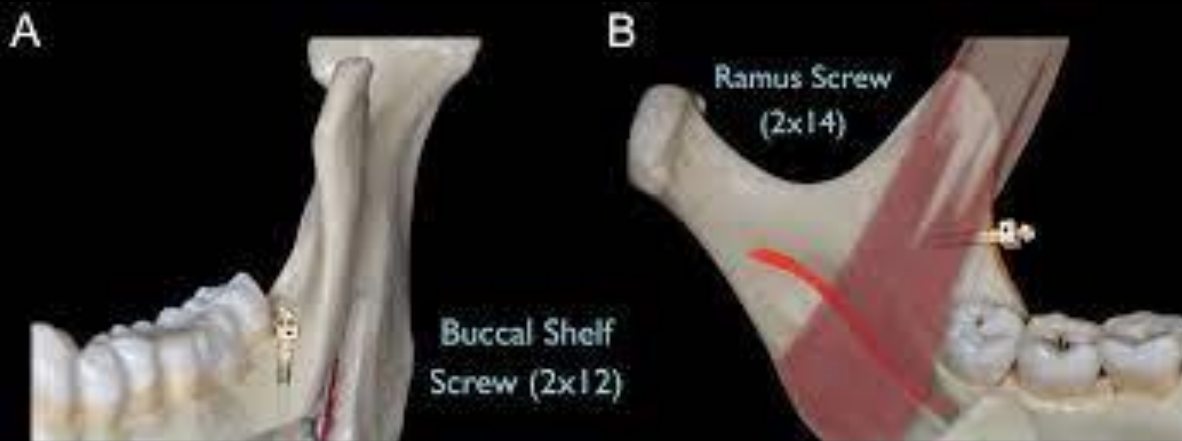 A
B
Ramus Screw
(2x14)
Buccal Shelf
Screw (2x12)